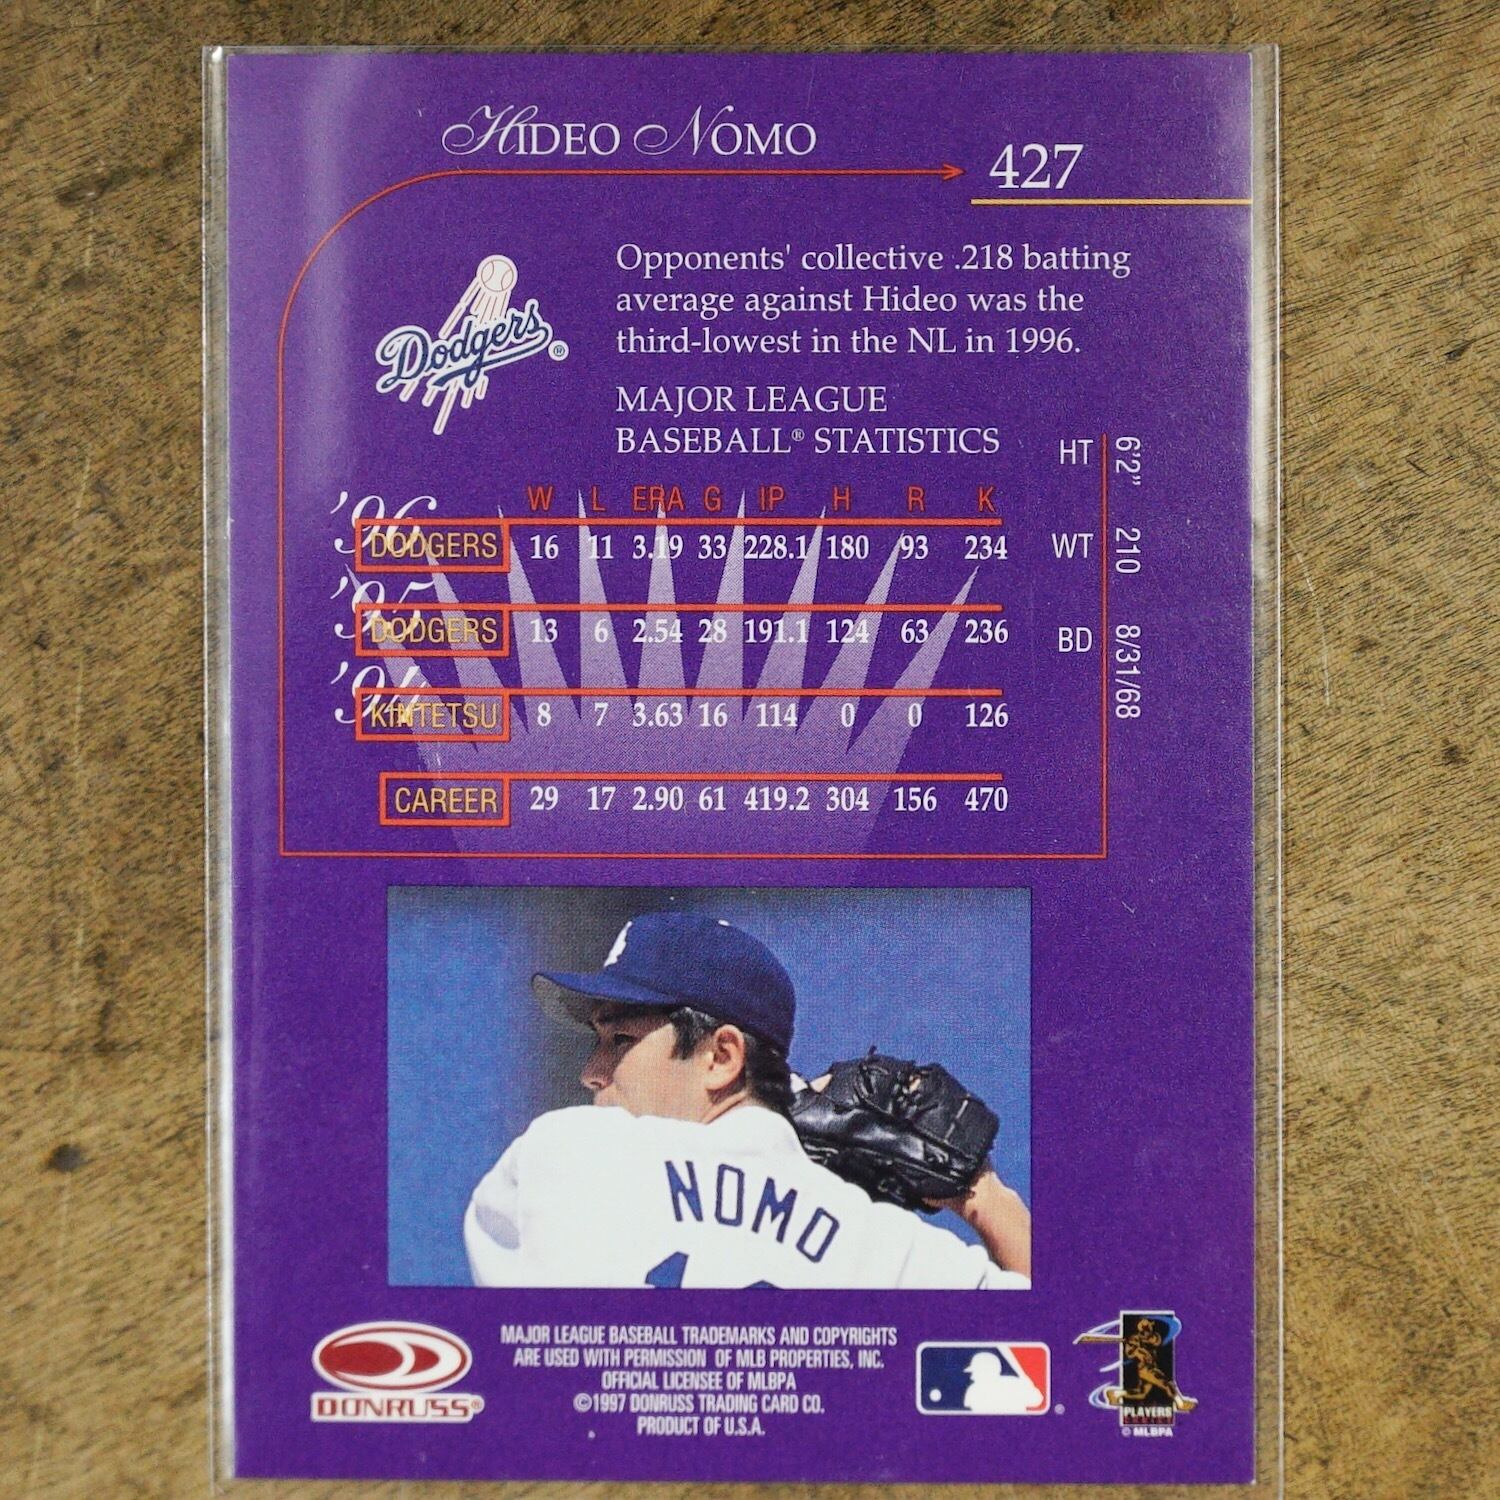 HIDEO NOMO
427
Dodgers®
Opponents' collective .218 batting
average against Hideo was the
third-lowest in the NL in 1996.
MAJOR LEAGUE
BASEBALL® STATISTICS
HT 6'2"
WT 210
BD 8/31/68
W L ERA G IP H R K
'96
DODGERS 16 11 3.19 33 228.1 180 93 234
'95
DODGERS 13 6 2.54 28 191.1 124 63 236
'94
KINTETSU 8 7 3.63 16 114 0 0 126
CAREER 29 17 2.90 61 419.2 304 156 470
NOMO
DONRUSS®
MAJOR LEAGUE BASEBALL TRADEMARKS AND COPYRIGHTS
ARE USED WITH PERMISSION OF MLB PROPERTIES, INC.
OFFICIAL LICENSEE OF MLBPA
©1997 DONRUSS TRADING CARD CO.
PRODUCT OF U.S.A.
PLAYERS
© MLBPA